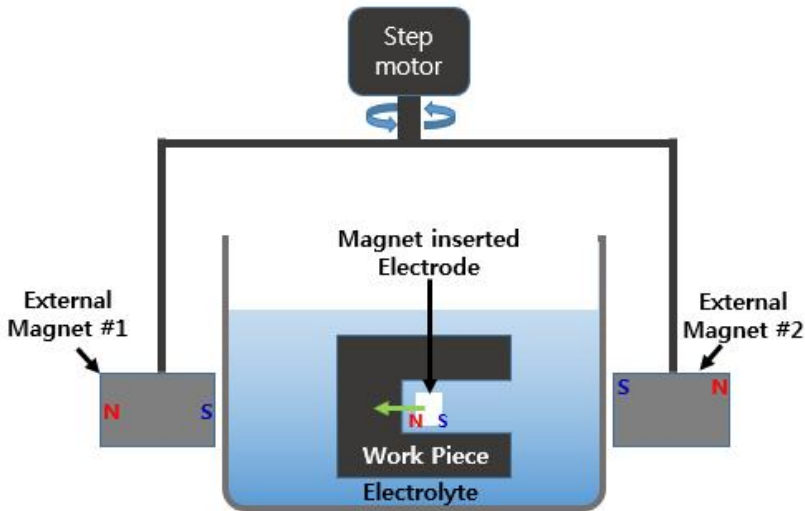 Step
motor
Magnet inserted
Electrode
External
Magnet #1
External
Magnet #2
N
S
S
N
N
S
Work Piece
Electrolyte